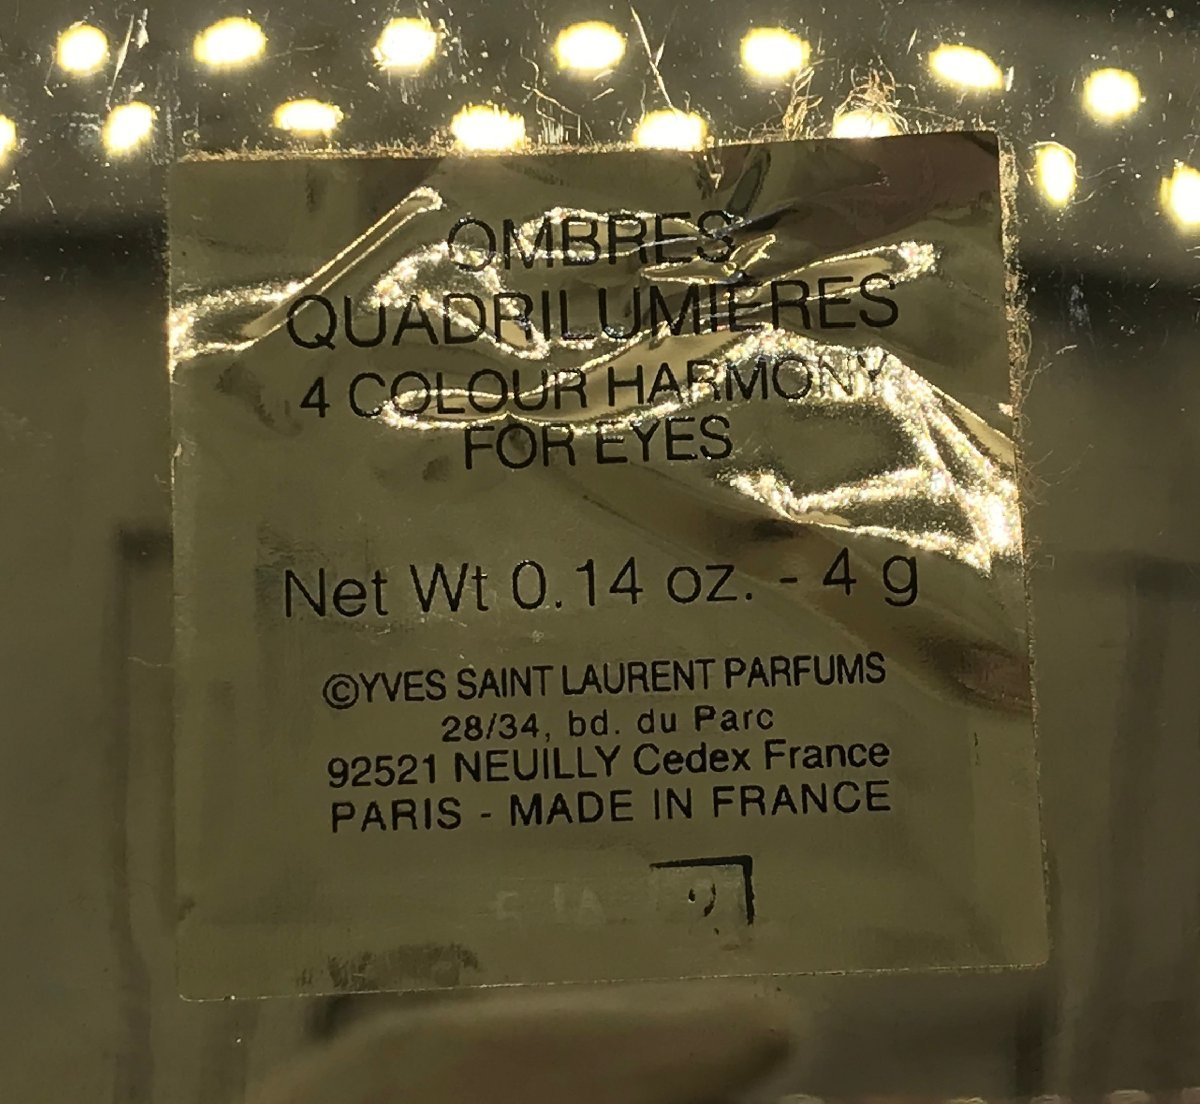 OMBRES
QUADRILUMIÈRES
4 COLOUR HARMONY
FOR EYES
Net Wt 0.14 oz. - 4 g
©YVES SAINT LAURENT PARFUMS
28/34, bd. du Parc
92521 NEUILLY Cedex France
PARIS - MADE IN FRANCE